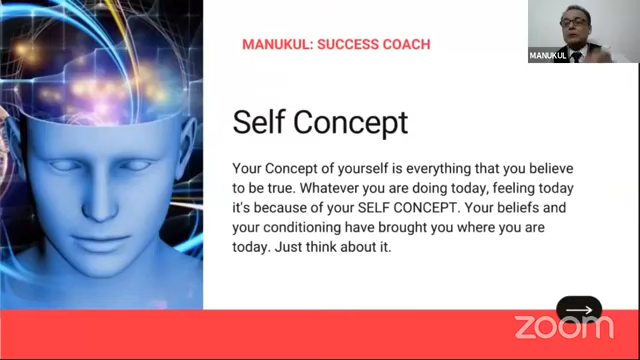 MANUKUL: SUCCESS COACH
MANUKUL
Self Concept
Your Concept of yourself is everything that you believe
to be true. Whatever you are doing today, feeling today
it's because of your SELF CONCEPT. Your beliefs and
your conditioning have brought you where you are
today. Just think about it.
zoom